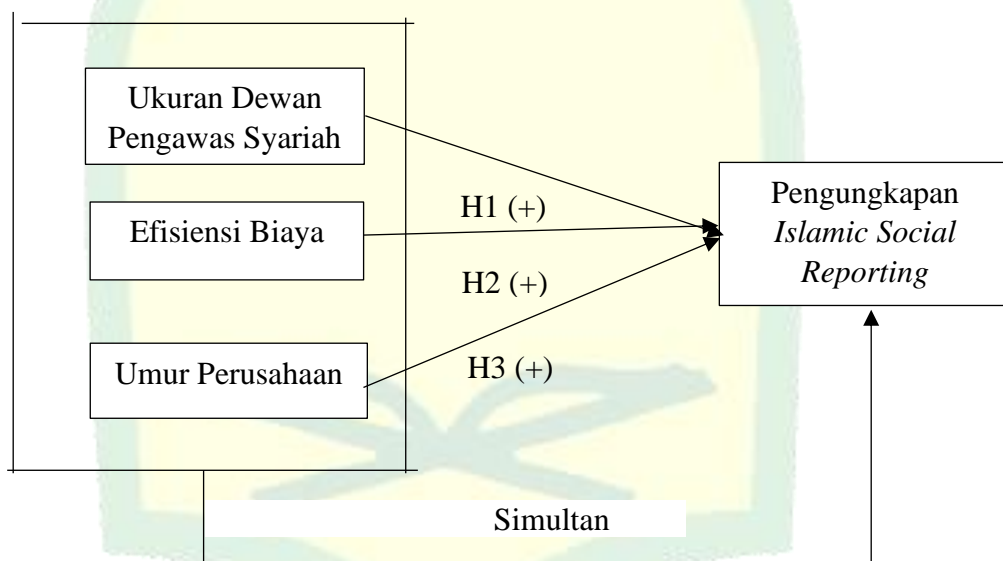 Ukuran Dewan
Pengawas Syariah
Efisiensi Biaya
Umur Perusahaan
H1 (+)
H2 (+)
H3 (+)
Pengungkapan
Islamic Social
Reporting
Simultan